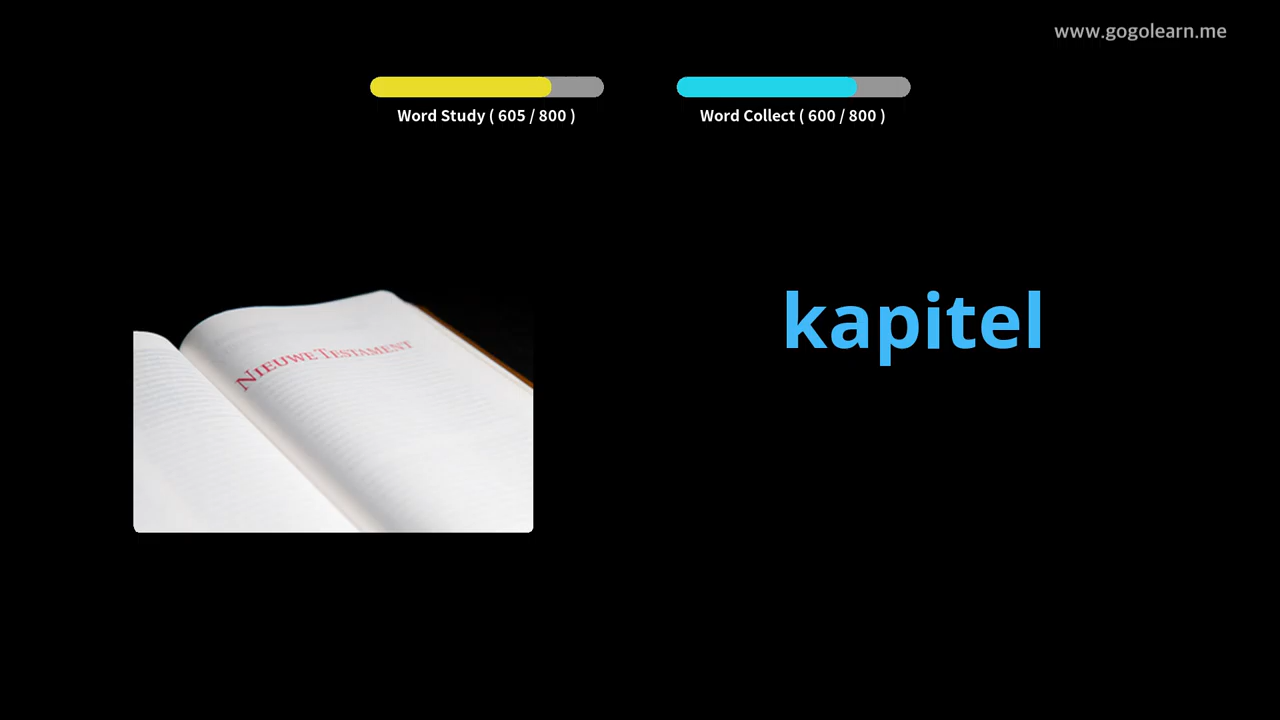 www.gogolearn.me
Word Study ( 605 / 800 )
Word Collect ( 600 / 800 )
kapitel
NIEUWE TESTAMENT